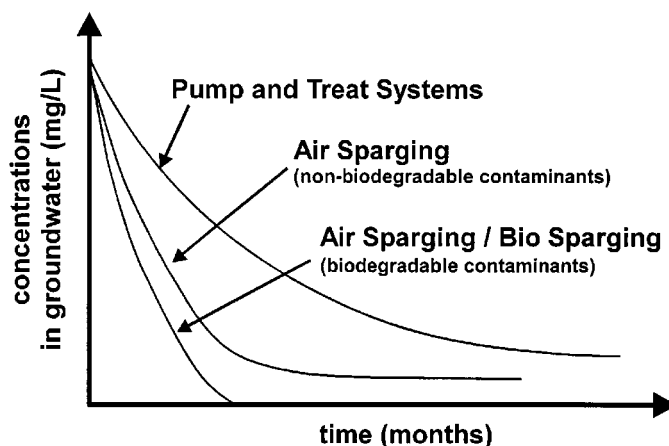 Pump and Treat Systems
Air Sparging
(non-biodegradable contaminants)
Air Sparging / Bio Sparging
(biodegradable contaminants)
concentrations
in groundwater (mg/L)
time (months)